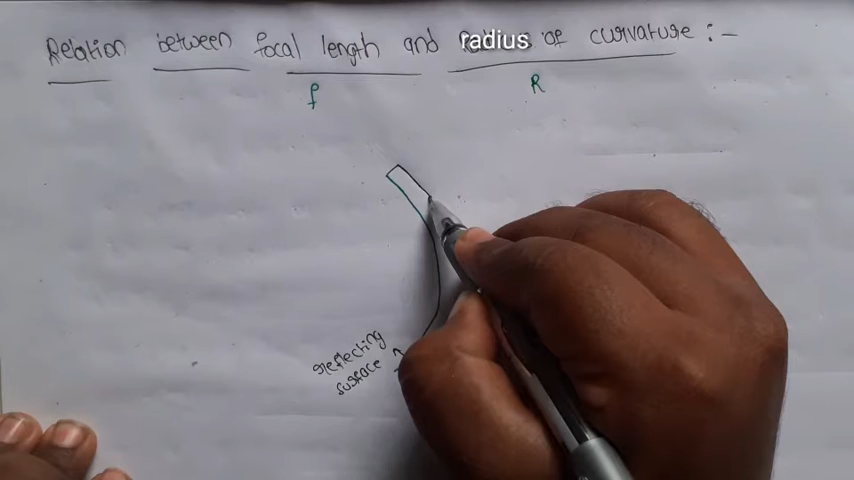 Relation between focal length and radius of curvature :-
f R
reflecting
surface